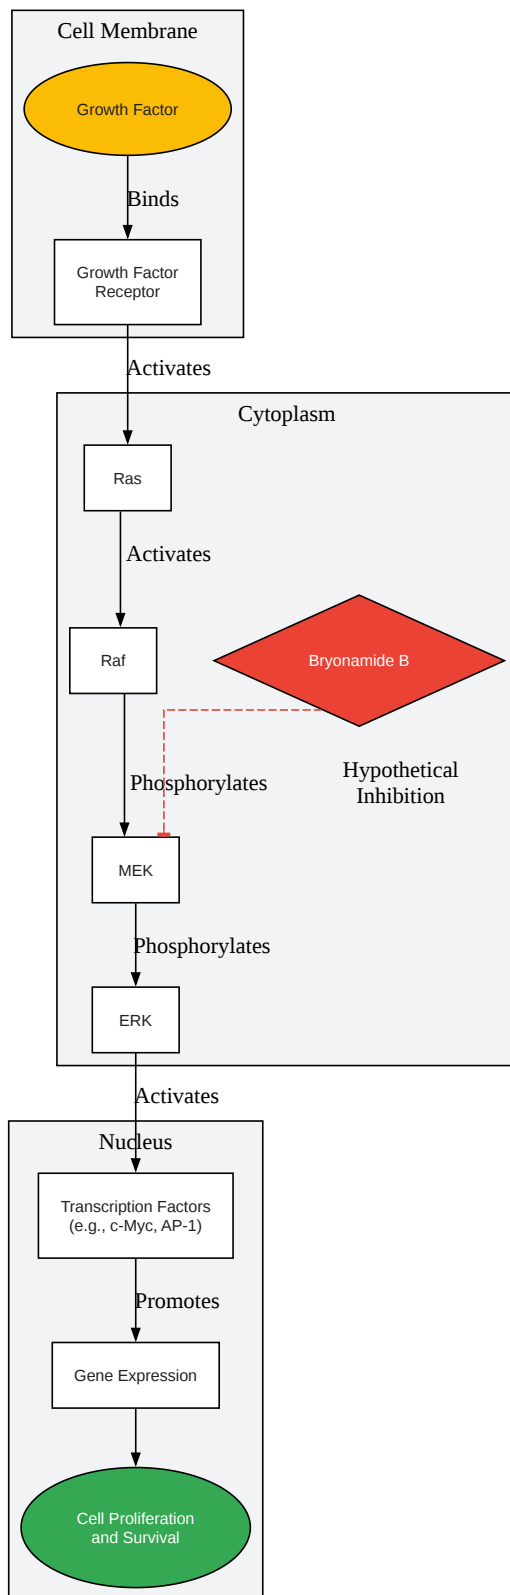 Cell Membrane
Growth Factor
Binds
Growth Factor
Receptor
Activates
Cytoplasm
Ras
Activates
Raf
Bryonamide B
Phosphorylates
Hypothetical
Inhibition
MEK
Phosphorylates
ERK
Activates
Nucleus
Transcription Factors
(e.g., c-Myc, AP-1)
Promotes
Gene Expression
Cell Proliferation
and Survival